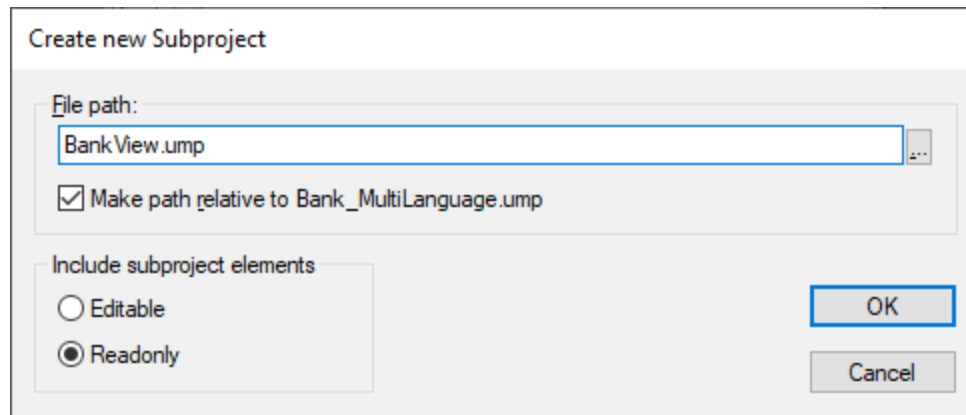 Create new Subproject
File path:
BankView.ump
...
Make path relative to Bank_MultiLanguage.ump
Include subproject elements
Editable
OK
Readonly
Cancel